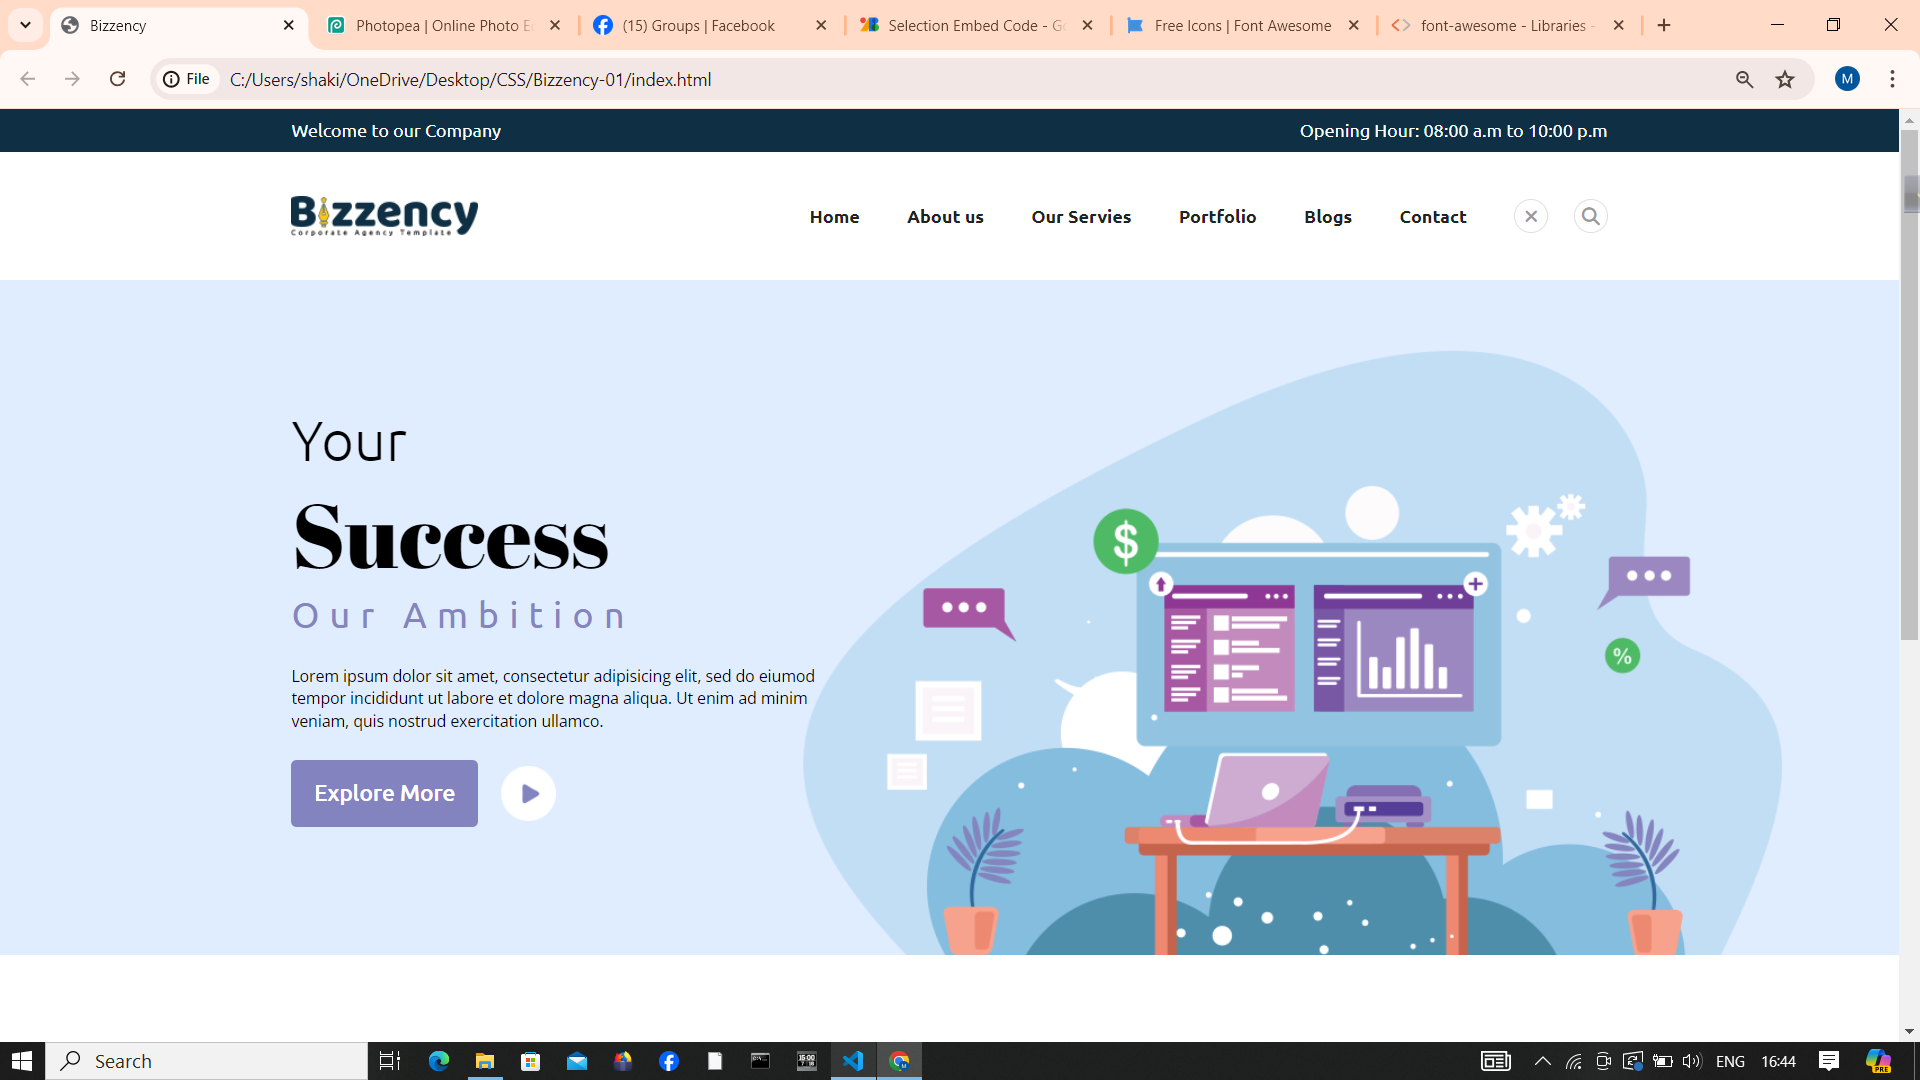 Bizzency
Photopea | Online Photo Ed
(15) Groups | Facebook
Selection Embed Code - Go
Free Icons | Font Awesome
font-awesome - Libraries -
File
C:/Users/shaki/OneDrive/Desktop/CSS/Bizzency-01/index.html
M
Welcome to our Company
Opening Hour: 08:00 a.m to 10:00 p.m
Bizzency
Corporate Agency Template
Home
About us
Our Servies
Portfolio
Blogs
Contact
Your
Success
Our Ambition
Lorem ipsum dolor sit amet, consectetur adipisicing elit, sed do eiumod
tempor incididunt ut labore et dolore magna aliqua. Ut enim ad minim
veniam, quis nostrud exercitation ullamco.
Explore More
$
%
Search
ENG
16:44
PRE